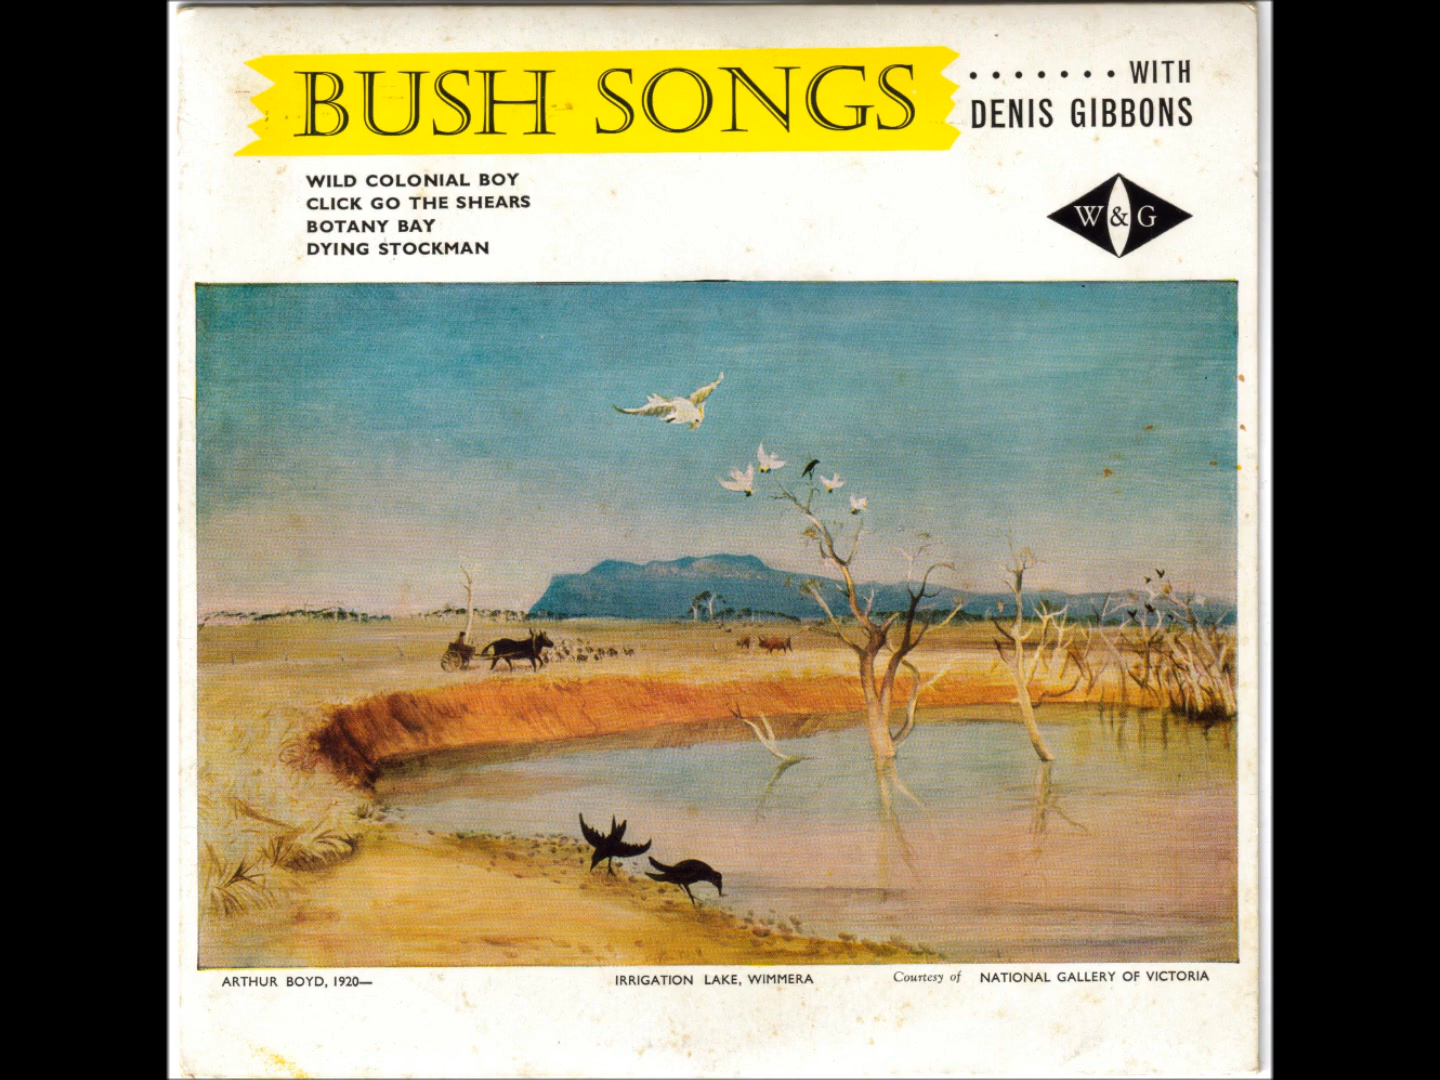 BUSH SONGS
....... WITH
DENIS GIBBONS
WILD COLONIAL BOY
CLICK GO THE SHEARS
BOTANY BAY
DYING STOCKMAN
W&G
ARTHUR BOYD, 1920—
IRRIGATION LAKE, WIMMERA
Courtesy of NATIONAL GALLERY OF VICTORIA